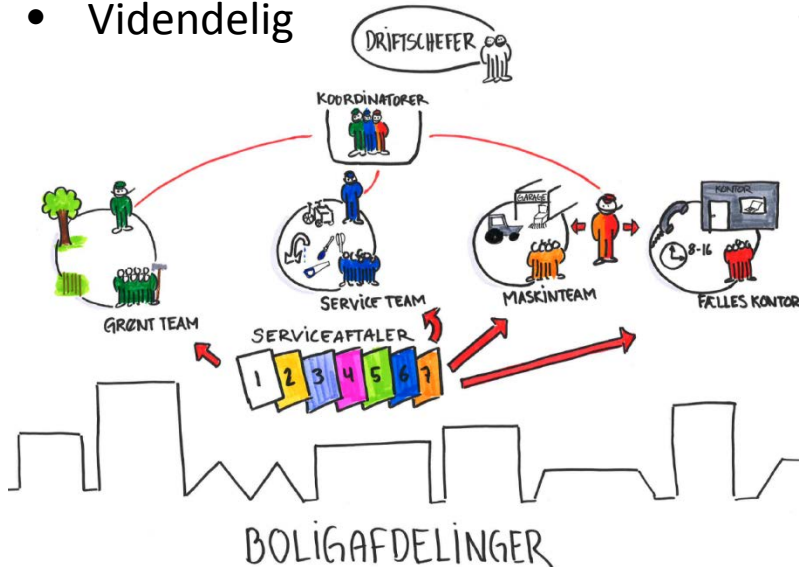 • Videndelig
DRIFTSCHEFER
KOORDINATORER
GARAGE
KONTOR
8-16
GRØNT TEAM
SERVICE TEAM
MASKINTEAM
FÆLLES KONTOR
SERVICEAFTALER
1 2 3 4 5 6 7
BOLIGAFDELINGER